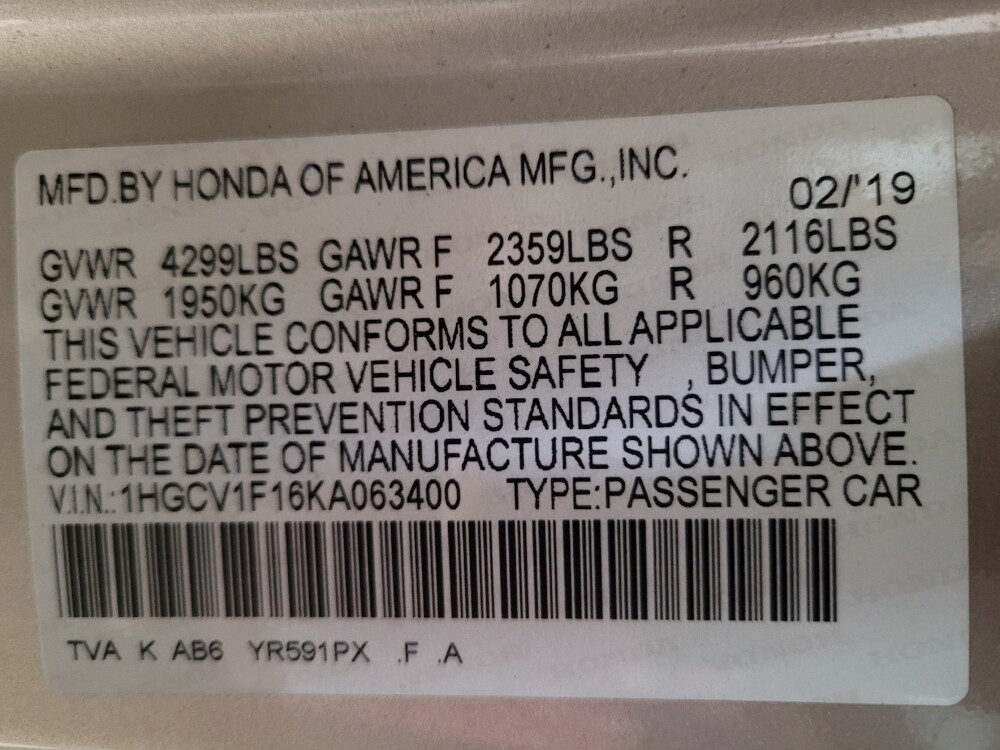 MFD.BY HONDA OF AMERICA MFG.,INC. 02/'19
GVWR 4299LBS GAWR F 2359LBS R 2116LBS
GVWR 1950KG GAWR F 1070KG R 960KG
THIS VEHICLE CONFORMS TO ALL APPLICABLE
FEDERAL MOTOR VEHICLE SAFETY , BUMPER,
AND THEFT PREVENTION STANDARDS IN EFFECT
ON THE DATE OF MANUFACTURE SHOWN ABOVE.
V.I.N.:1HGCV1F16KA063400 TYPE:PASSENGER CAR
TVA K AB6 YR591PX .F .A